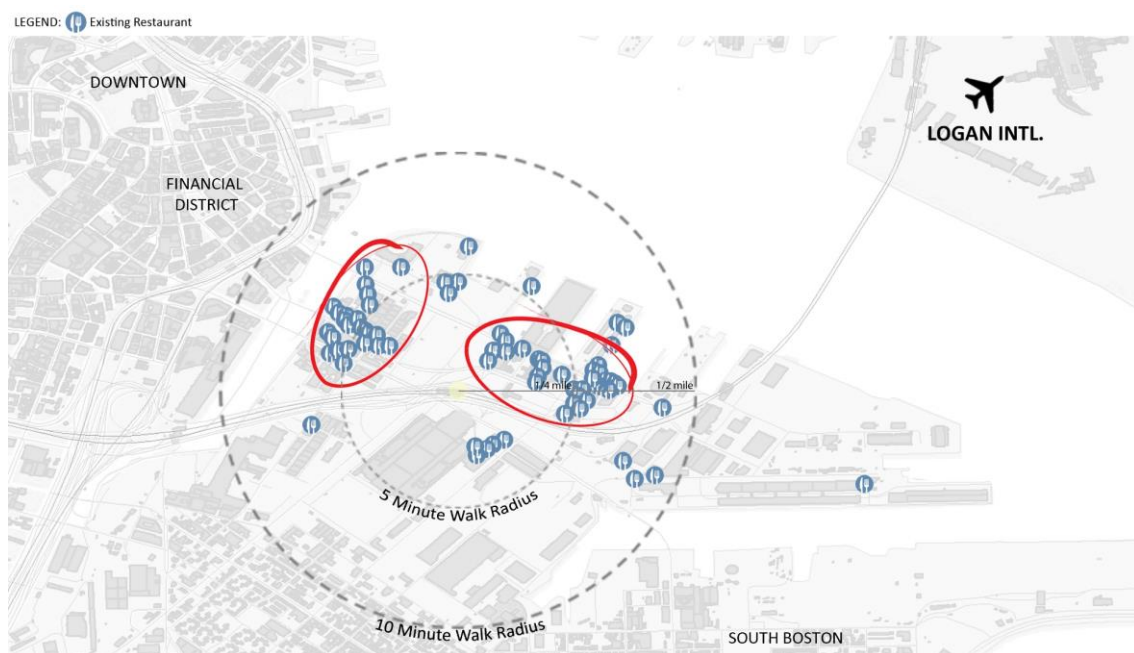 LEGEND: Existing Restaurant
DOWNTOWN
LOGAN INTL.
FINANCIAL
DISTRICT
1/4 mile
1/2 mile
5 Minute Walk Radius
10 Minute Walk Radius
SOUTH BOSTON